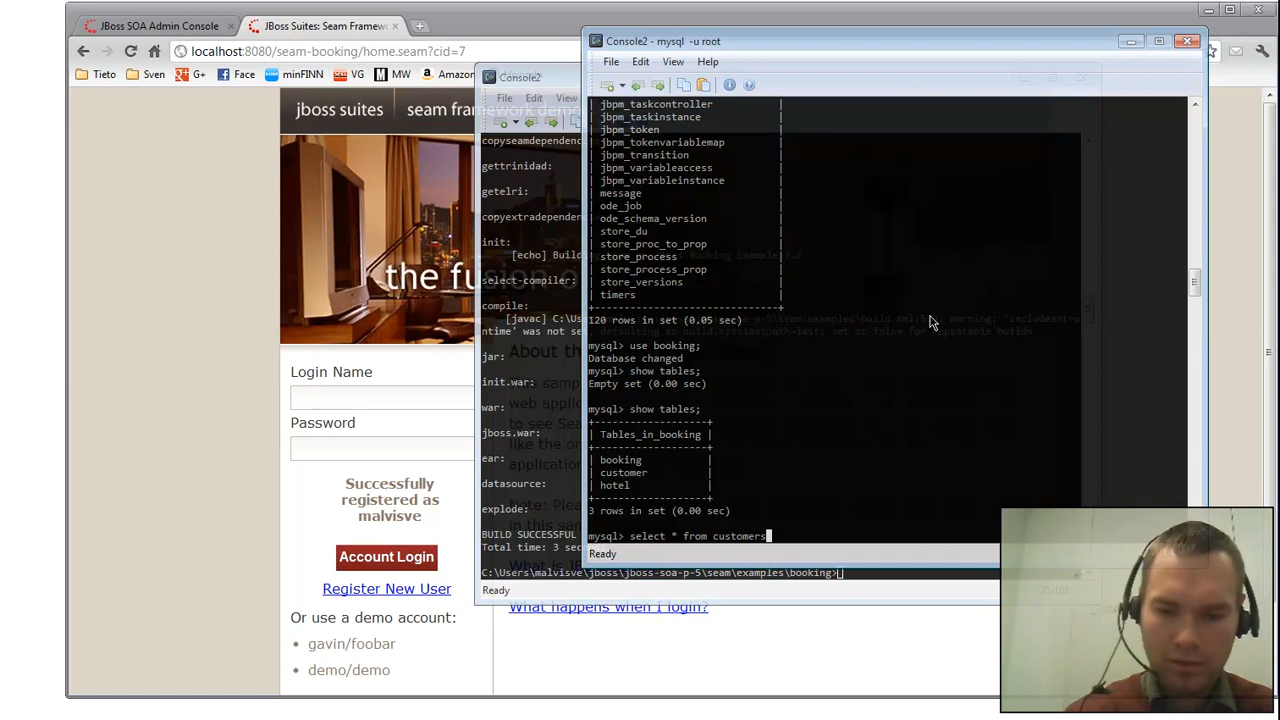 JBoss SOA Admin Console
JBoss Suites: Seam Framew
localhost:8080/seam-booking/home.seam?cid=7
Tieto
Sven
G+
Face
minFINN
VG
MW
Amazon
jboss suites
seam framework demo
the fusion o
Login Name
Password
Successfully
registered as
malvisve
Account Login
Register New User
Or use a demo account:
gavin/foobar
demo/demo
What happens when I login?
Console2
File Edit View
copyseamdependenc
gettrinidad:
getelri:
copyextradependenc
init:
[echo] Building
select-compiler:
compile:
[javac] C:\Us
ntime' was not se
jar:
init.war:
war:
jboss.war:
ear:
datasource:
explode:
BUILD SUCCESSFUL
Total time: 3 sec
C:\Users\malvisve\jboss\jboss-soa-p-5\seam\examples\booking>
Ready
Console2 - mysql -u root
File Edit View Help
| jbpm_taskcontroller |
| jbpm_taskinstance |
| jbpm_token |
| jbpm_tokenvariablemap |
| jbpm_transition |
| jbpm_variableaccess |
| jbpm_variableinstance |
| message |
| ode_job |
| ode_schema_version |
| store_du |
| store_proc_to_prop |
| store_process |
| store_process_prop |
| store_versions |
| timers |
120 rows in set (0.05 sec)
mysql> use booking;
Database changed
mysql> show tables;
Empty set (0.00 sec)
mysql> show tables;
| Tables_in_booking |
| booking |
| customer |
| hotel |
3 rows in set (0.00 sec)
mysql> select * from customers
Ready